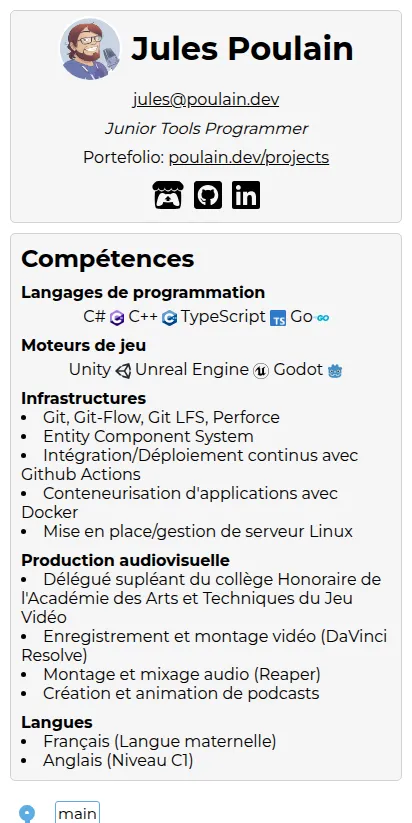 Jules Poulain
jules@poulain.dev
Junior Tools Programmer
Portefolio: poulain.dev/projects
Compétences
Langages de programmation
C# C++ TypeScript TS Go
Moteurs de jeu
Unity Unreal Engine Godot
Infrastructures
• Git, Git-Flow, Git LFS, Perforce
• Entity Component System
• Intégration/Déploiement continus avec
Github Actions
• Conteneurisation d'applications avec
Docker
• Mise en place/gestion de serveur Linux
Production audiovisuelle
• Délégué supléant du collège Honoraire de
l'Académie des Arts et Techniques du Jeu
Vidéo
• Enregistrement et montage vidéo (DaVinci
Resolve)
• Montage et mixage audio (Reaper)
• Création et animation de podcasts
Langues
• Français (Langue maternelle)
• Anglais (Niveau C1)
main